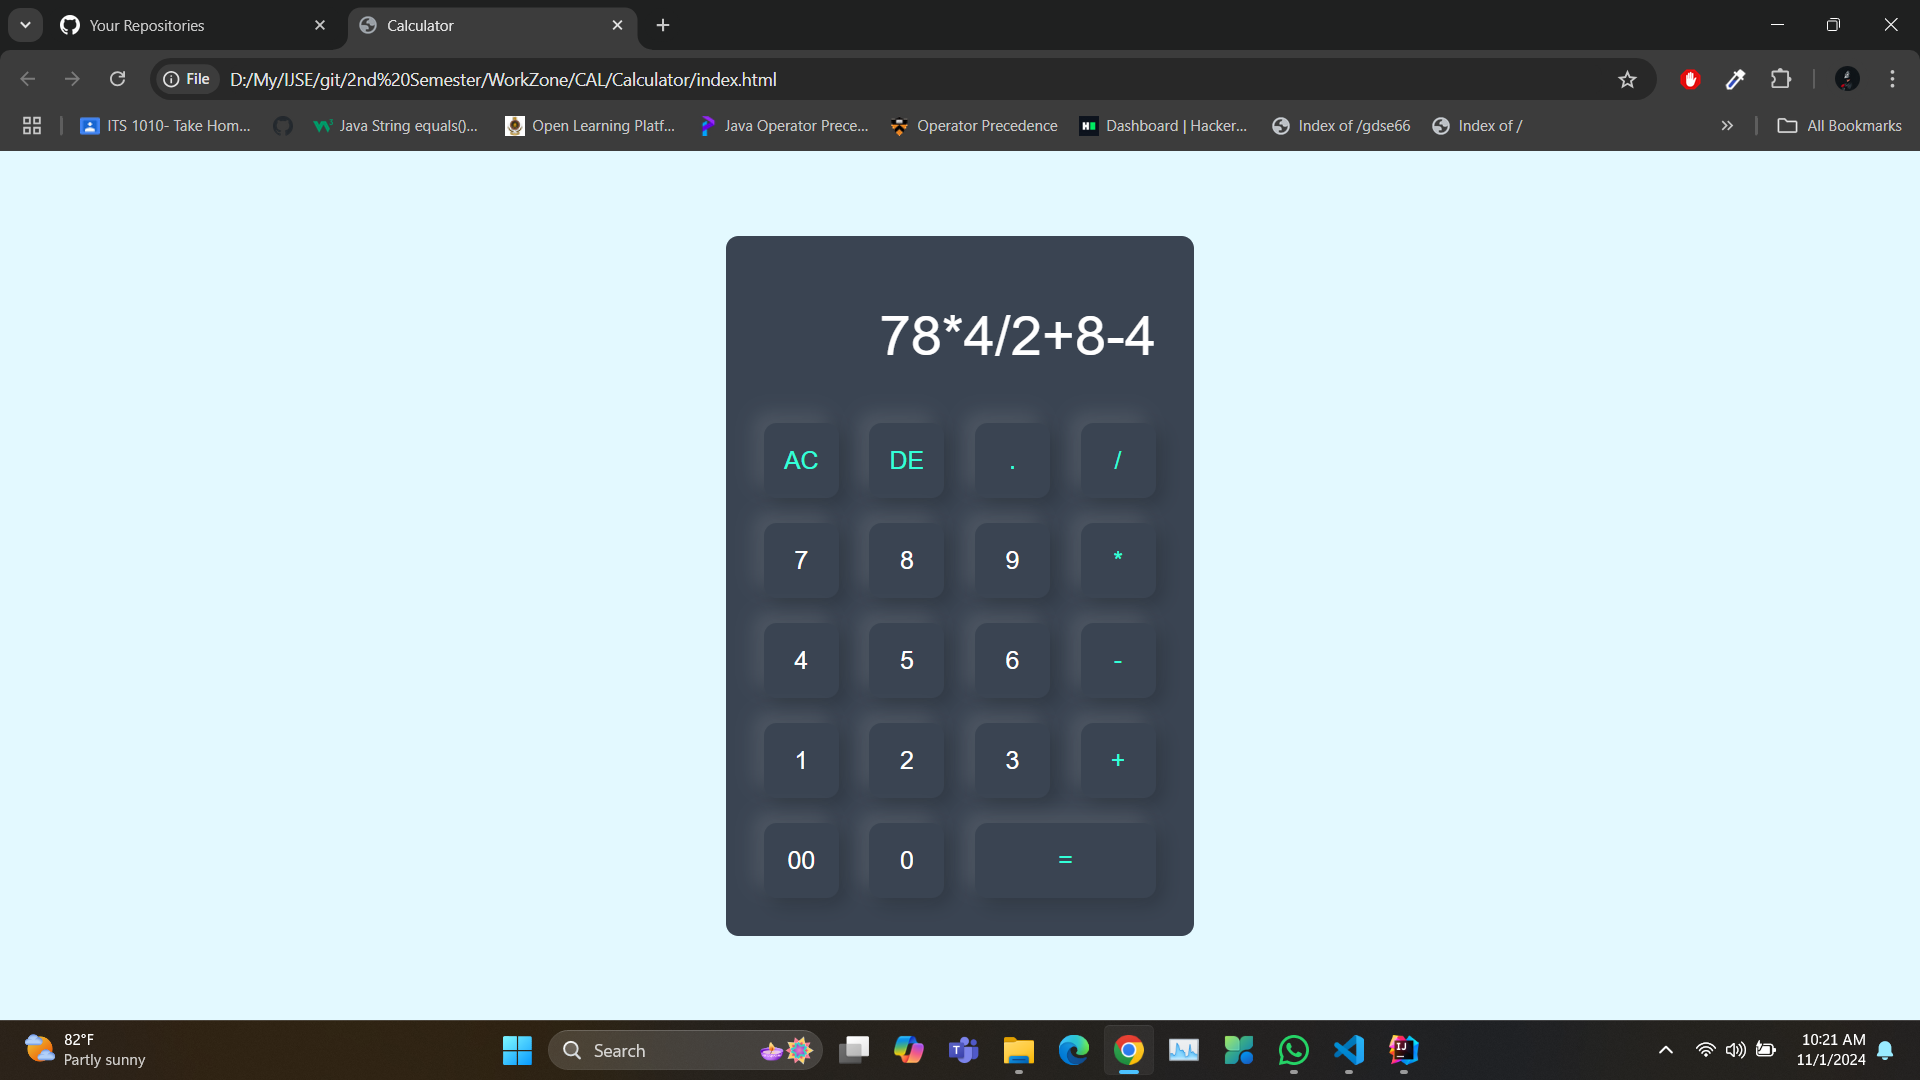 Your Repositories
Calculator
File
D:/My/IJSE/git/2nd%20Semester/WorkZone/CAL/Calculator/index.html
ITS 1010- Take Hom...
Java String equals()...
Open Learning Platf...
Java Operator Prece...
Operator Precedence
Dashboard | Hacker...
Index of /gdse66
Index of /
All Bookmarks
78*4/2+8-4
AC DE . /
7 8 9 *
4 5 6 -
1 2 3 +
00 0 =
82°F
Partly sunny
Search
10:21 AM
11/1/2024